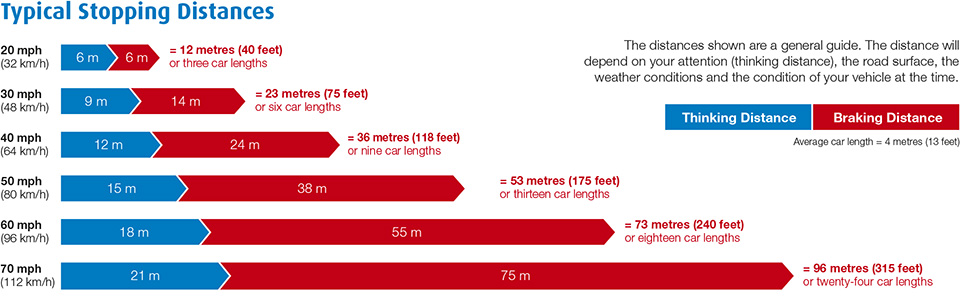 Typical Stopping Distances
20 mph
(32 km/h)
6 m
6 m
= 12 metres (40 feet)
or three car lengths
The distances shown are a general guide. The distance will
depend on your attention (thinking distance), the road surface, the
weather conditions and the condition of your vehicle at the time.
30 mph
(48 km/h)
9 m
14 m
= 23 metres (75 feet)
or six car lengths
Thinking Distance
Braking Distance
Average car length = 4 metres (13 feet)
40 mph
(64 km/h)
12 m
24 m
= 36 metres (118 feet)
or nine car lengths
50 mph
(80 km/h)
15 m
38 m
= 53 metres (175 feet)
or thirteen car lengths
60 mph
(96 km/h)
18 m
55 m
= 73 metres (240 feet)
or eighteen car lengths
70 mph
(112 km/h)
21 m
75 m
= 96 metres (315 feet)
or twenty-four car lengths